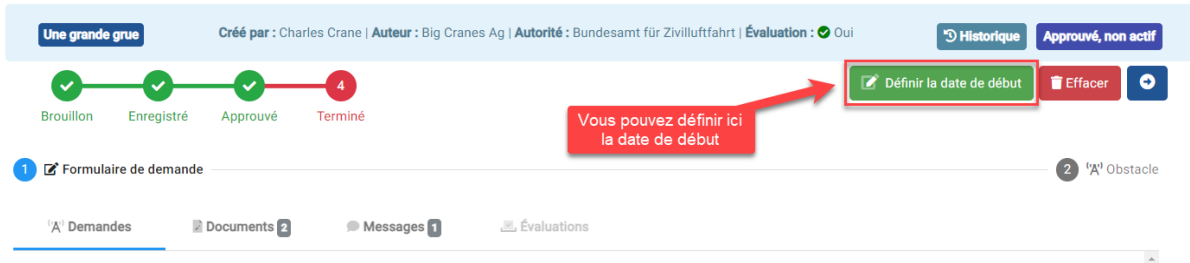 Une grande grue
Créé par : Charles Crane | Auteur : Big Cranes Ag | Autorité : Bundesamt für Zivilluftfahrt | Évaluation : Oui
Historique
Approuvé, non actif
4
Brouillon
Enregistré
Approuvé
Terminé
Définir la date de début
Effacer
Vous pouvez définir ici
la date de début
1 Formulaire de demande
2 Obstacle
Demandes
Documents 2
Messages 1
Évaluations